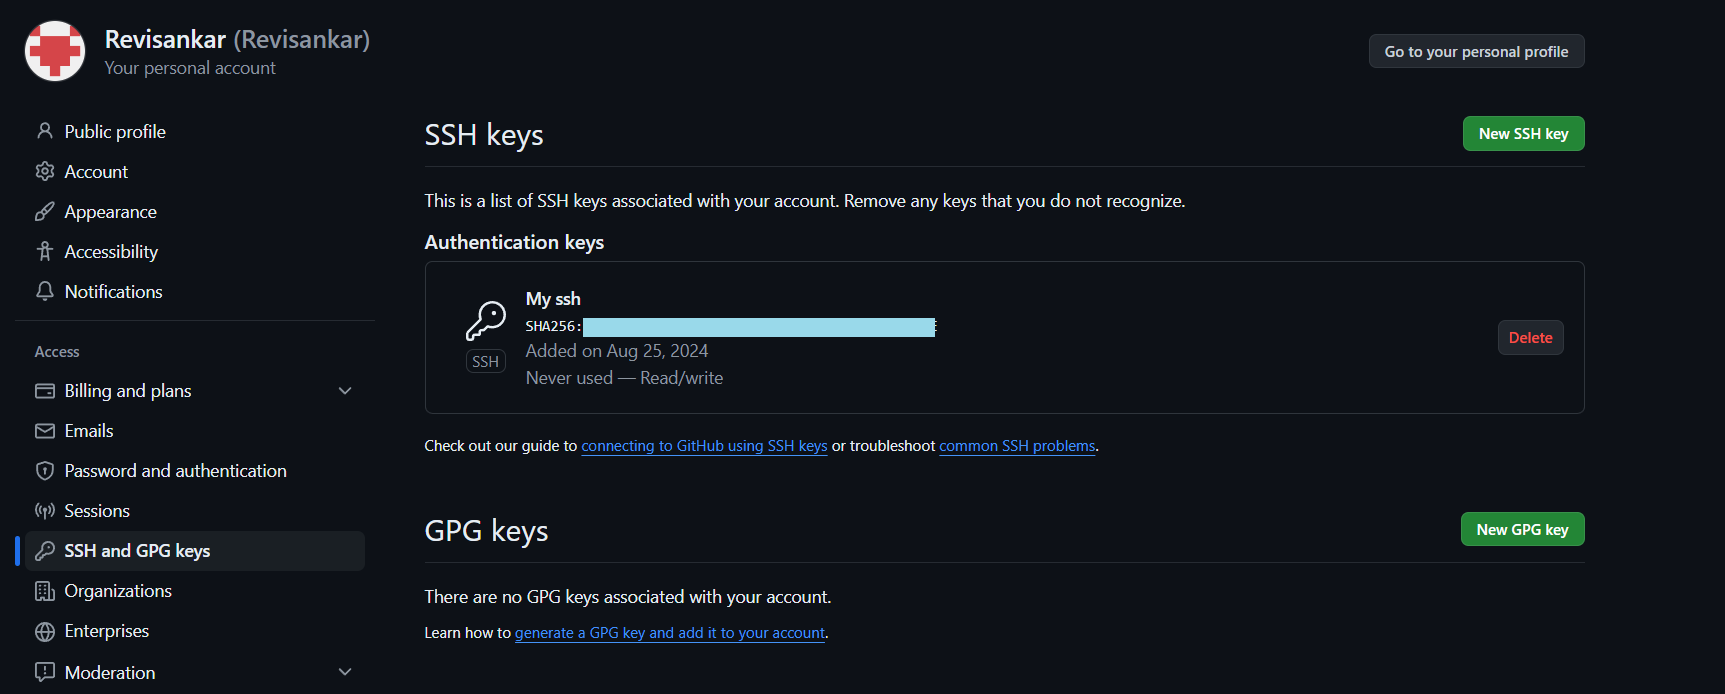 Revisankar (Revisankar)
Your personal account
Go to your personal profile
Public profile
Account
Appearance
Accessibility
Notifications
Access
Billing and plans
Emails
Password and authentication
Sessions
SSH and GPG keys
Organizations
Enterprises
Moderation
SSH keys
New SSH key
This is a list of SSH keys associated with your account. Remove any keys that you do not recognize.
Authentication keys
My ssh
SHA256:
Added on Aug 25, 2024
Never used — Read/write
SSH
Delete
Check out our guide to connecting to GitHub using SSH keys or troubleshoot common SSH problems.
GPG keys
New GPG key
There are no GPG keys associated with your account.
Learn how to generate a GPG key and add it to your account.